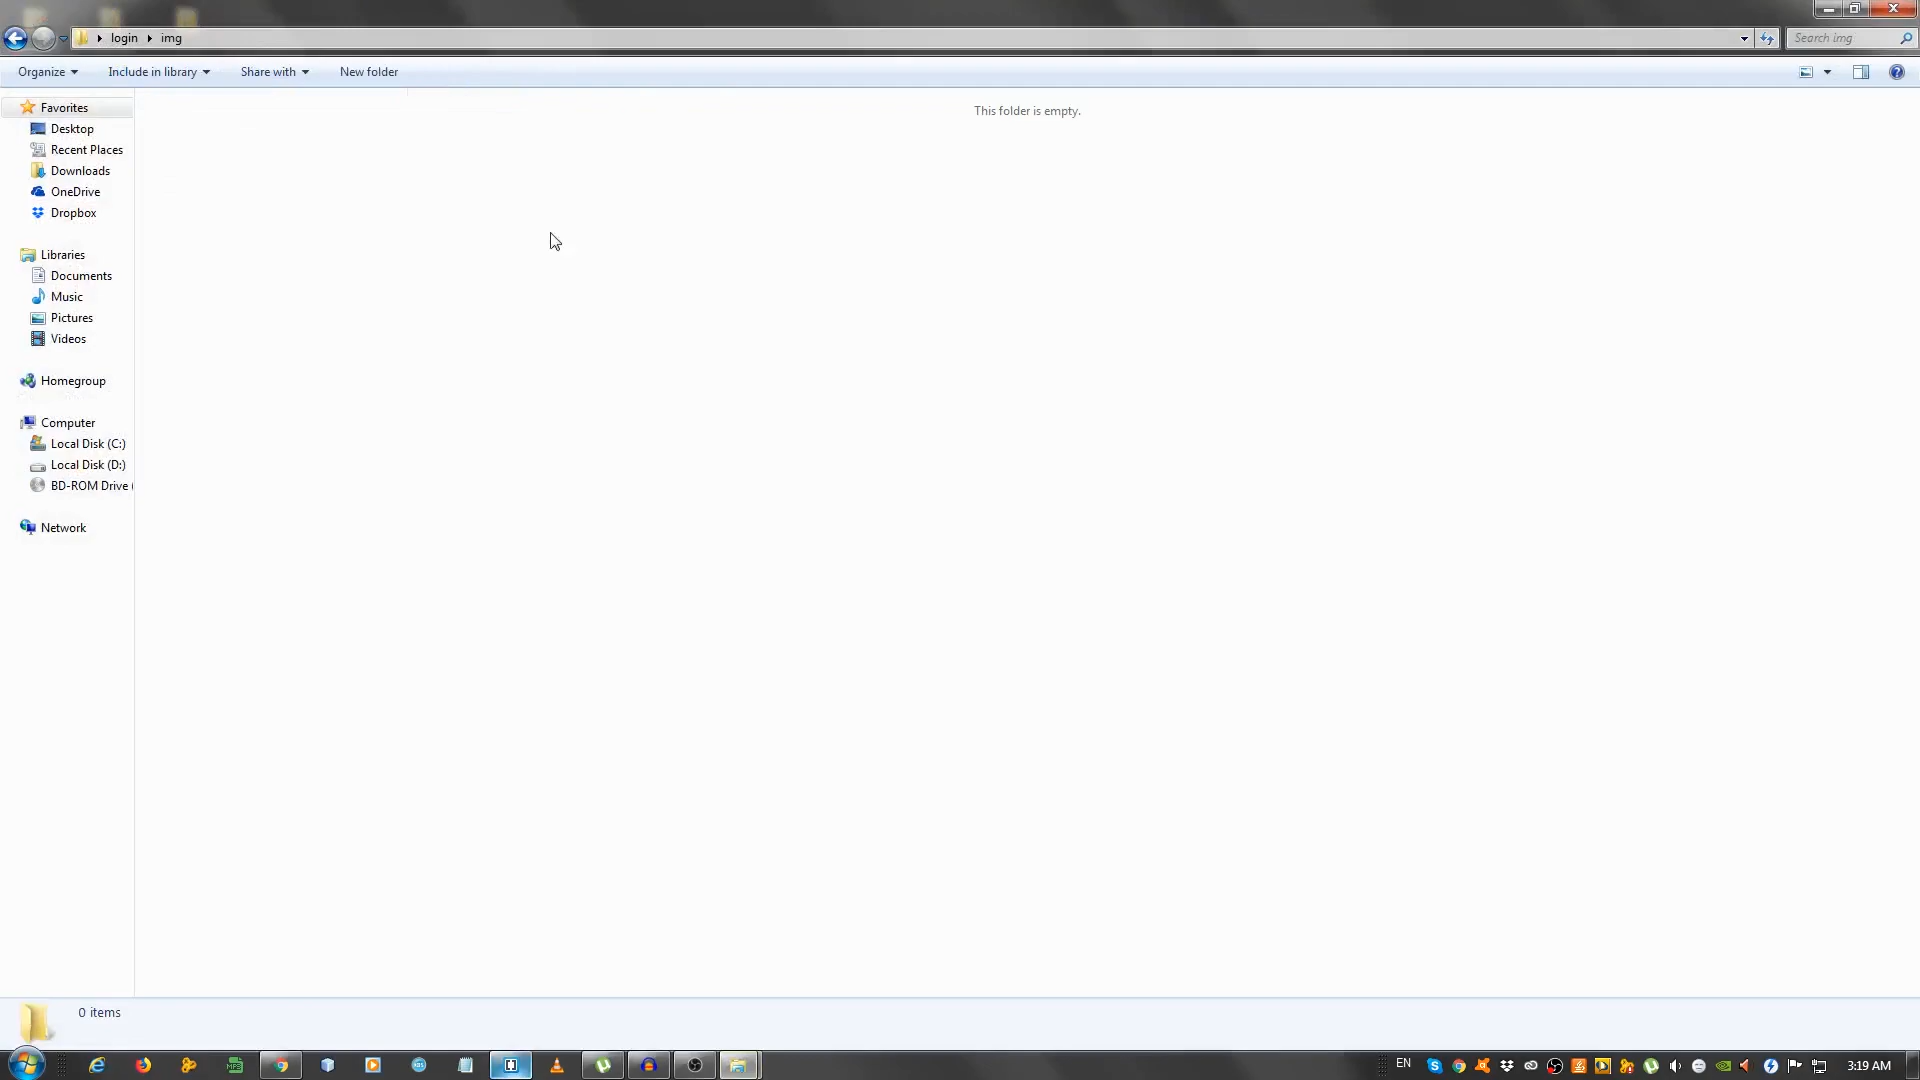 login img
Search img
Organize Include in library Share with New folder
Favorites
Desktop
Recent Places
Downloads
OneDrive
Dropbox
Libraries
Documents
Music
Pictures
Videos
Homegroup
Computer
Local Disk (C:)
Local Disk (D:)
BD-ROM Drive (
Network
This folder is empty.
0 items
EN
3:19 AM